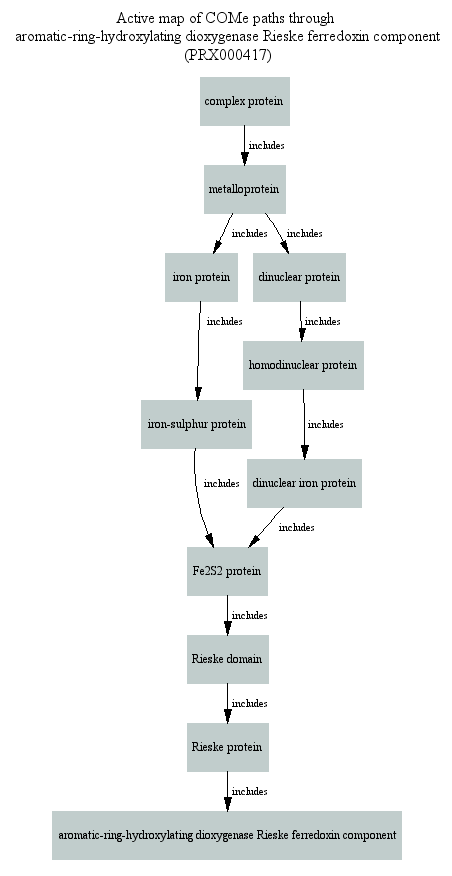 Active map of COMe paths through
aromatic-ring-hydroxylating dioxygenase Rieske ferredoxin component
(PRX000417)
complex protein
includes
metalloprotein
includes
includes
iron protein
dinuclear protein
includes
includes
homodinuclear protein
iron-sulphur protein
includes
includes
dinuclear iron protein
includes
Fe2S2 protein
includes
Rieske domain
includes
Rieske protein
includes
aromatic-ring-hydroxylating dioxygenase Rieske ferredoxin component